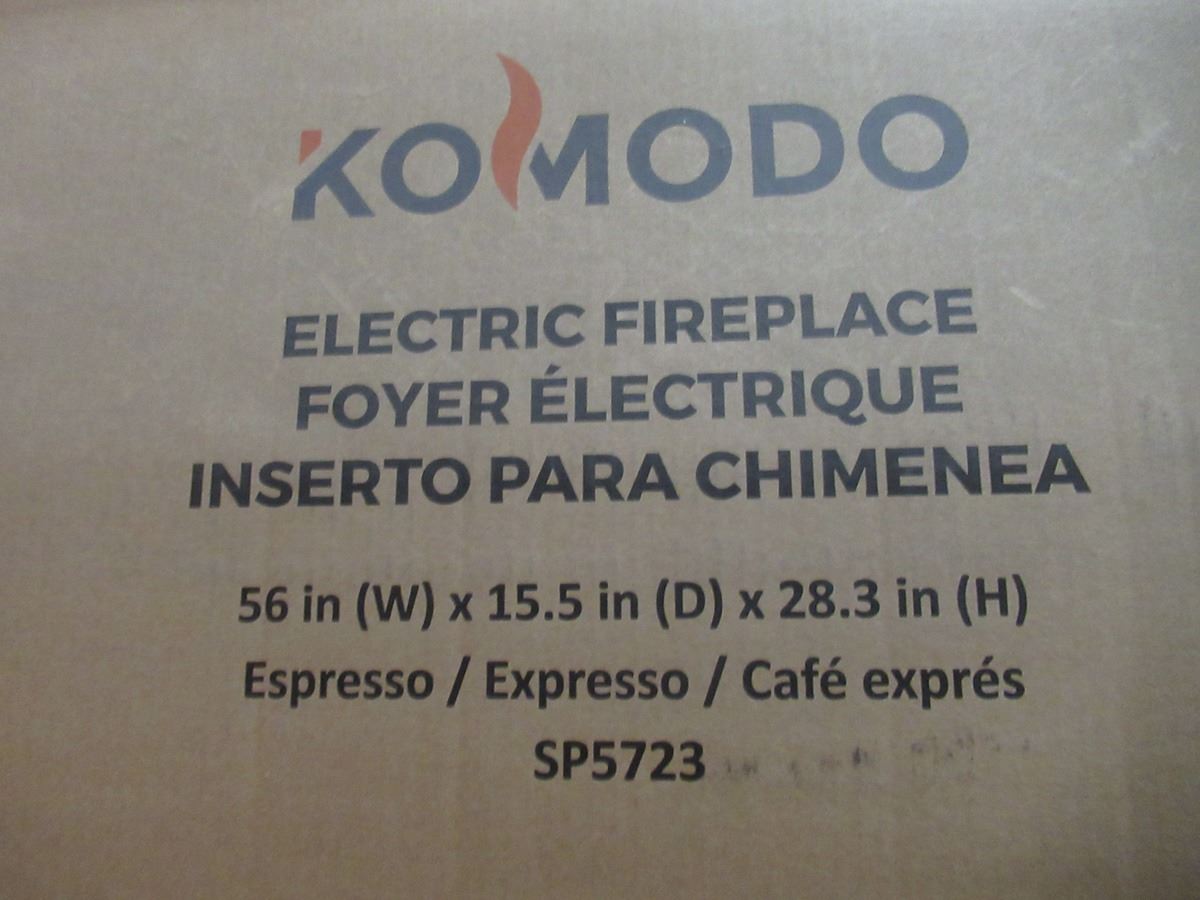 KOMODO
ELECTRIC FIREPLACE
FOYER ÉLECTRIQUE
INSERTO PARA CHIMENEA
56 in (W) x 15.5 in (D) x 28.3 in (H)
Espresso / Expresso / Café exprés
SP5723